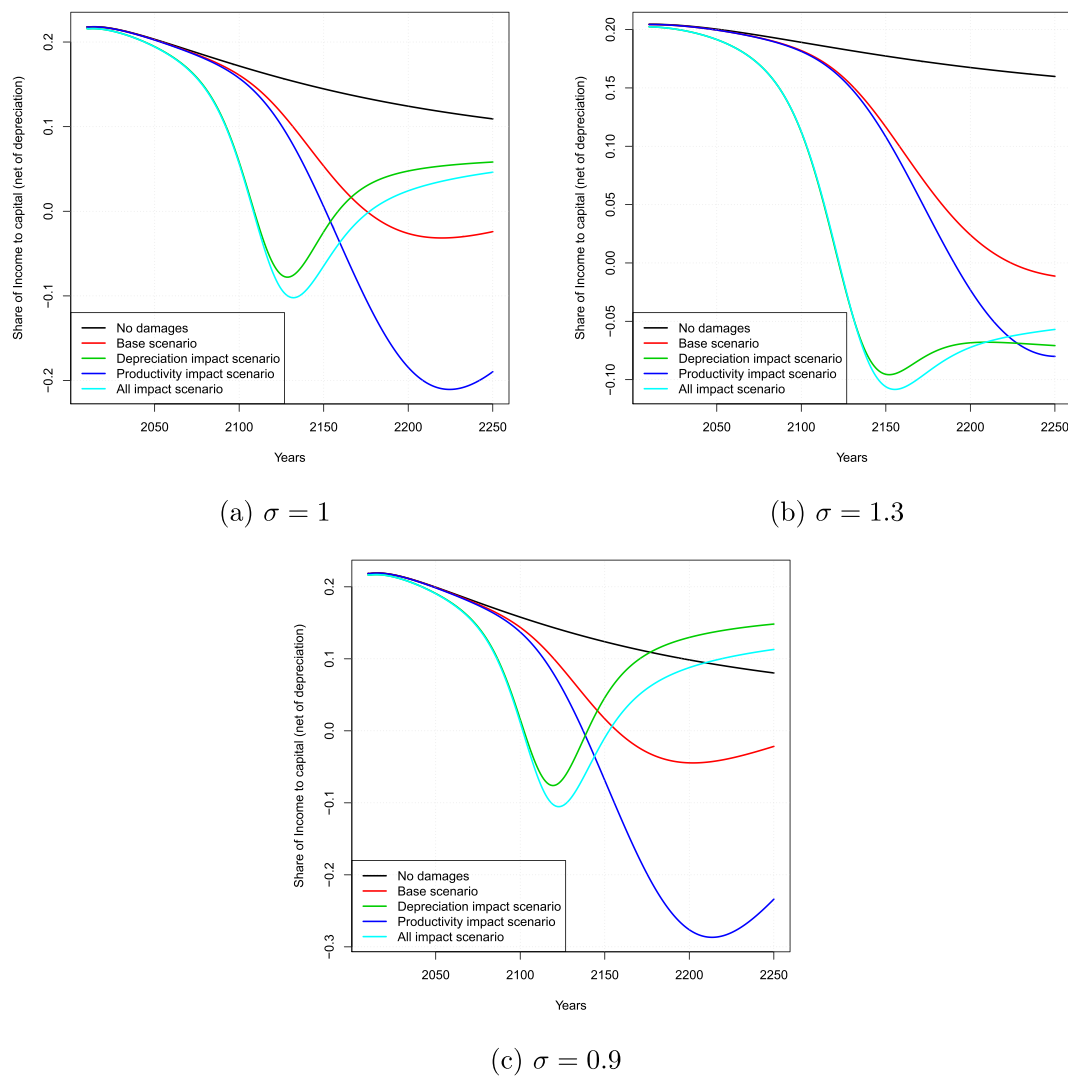 Share of Income to capital (net of depreciation)
0.2
0.1
0.0
−0.1
−0.2
No damages
Base scenario
Depreciation impact scenario
Productivity impact scenario
All impact scenario
2050 2100 2150 2200 2250
Years
(a) σ = 1
Share of Income to capital (net of depreciation)
0.20
0.15
0.10
0.05
0.00
−0.05
−0.10
No damages
Base scenario
Depreciation impact scenario
Productivity impact scenario
All impact scenario
2050 2100 2150 2200 2250
Years
(b) σ = 1.3
Share of Income to capital (net of depreciation)
0.2
0.1
0.0
−0.1
−0.2
−0.3
No damages
Base scenario
Depreciation impact scenario
Productivity impact scenario
All impact scenario
2050 2100 2150 2200 2250
Years
(c) σ = 0.9